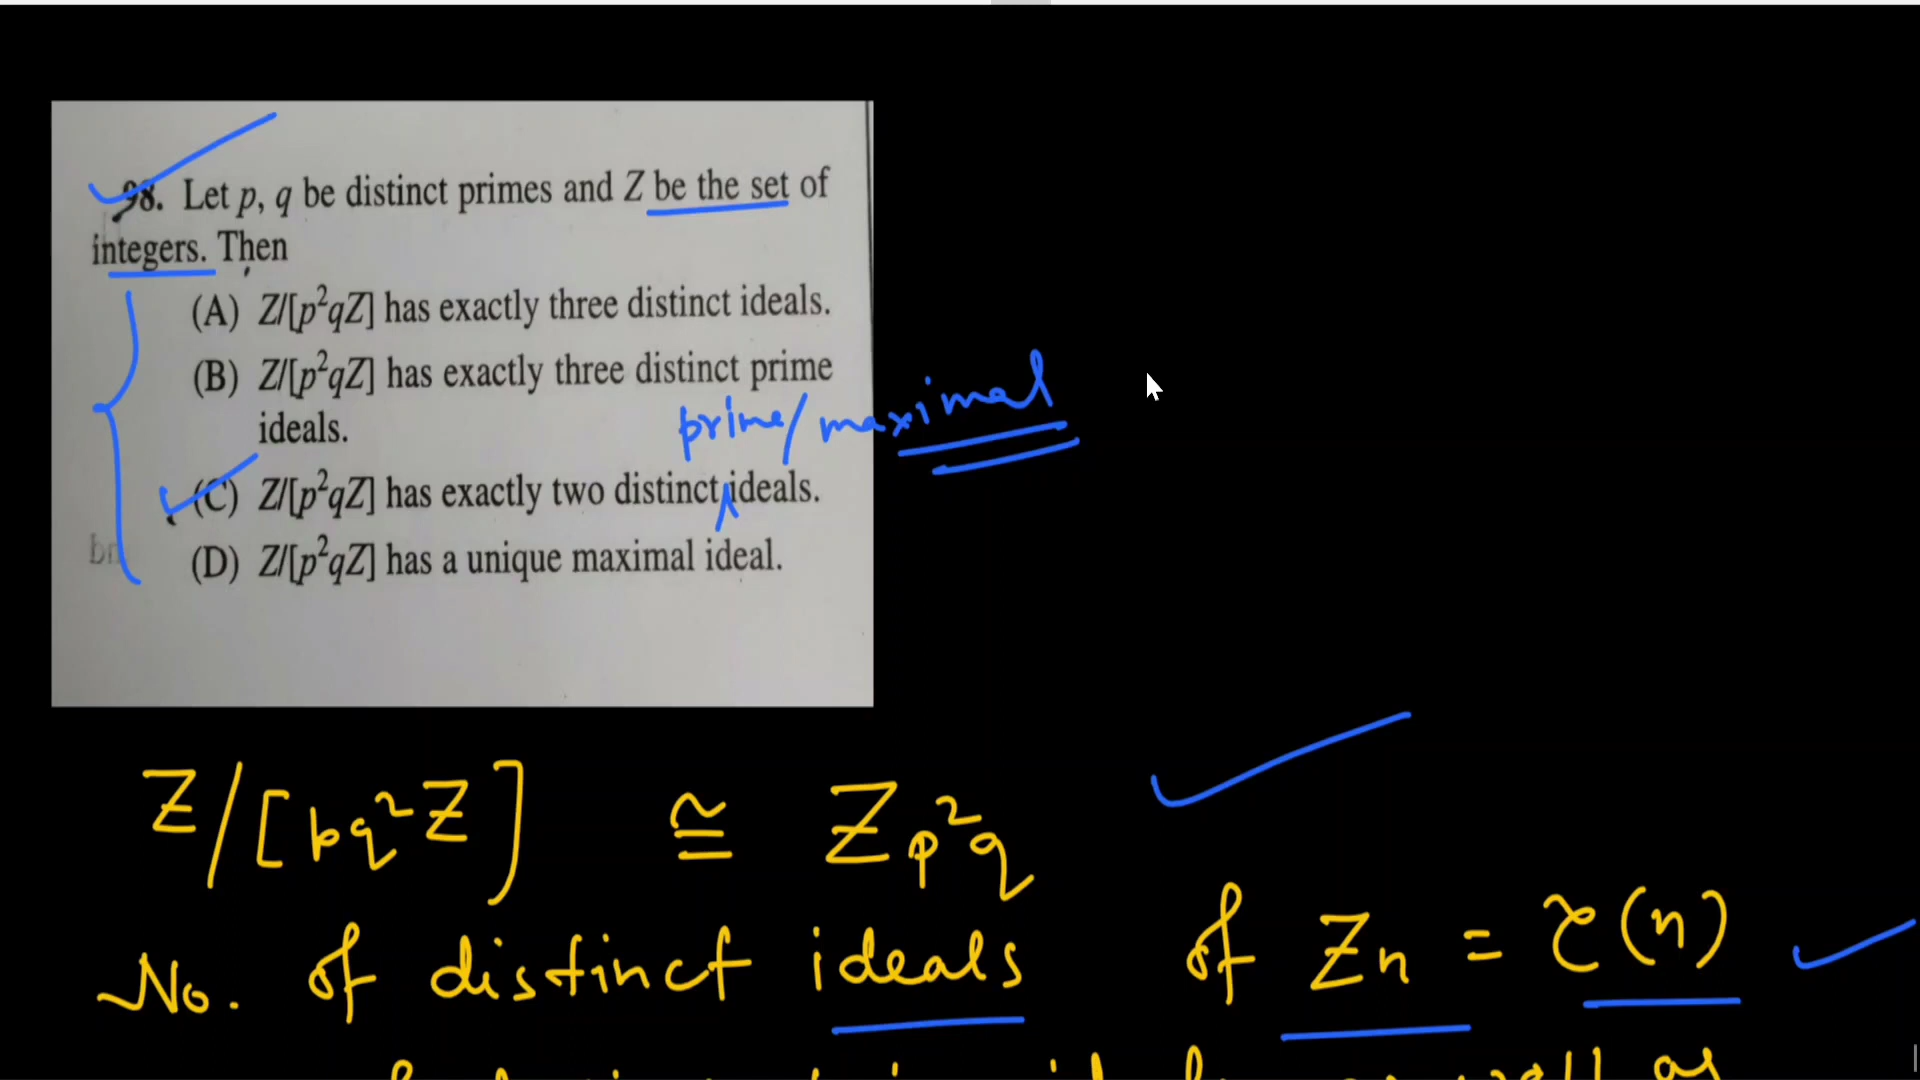 98. Let p, q be distinct primes and Z be the set of
integers. Then
(A) Z/[p²qZ] has exactly three distinct ideals.
(B) Z/[p²qZ] has exactly three distinct prime
ideals.
prime/maximal
(C) Z/[p²qZ] has exactly two distinct ideals.
(D) Z/[p²qZ] has a unique maximal ideal.
Z/[pq²Z] ≅ Z p²q
No. of distinct ideals of Zn = τ(n)